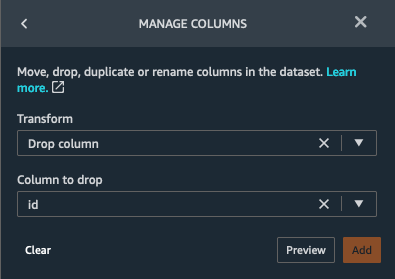 MANAGE COLUMNS
Move, drop, duplicate or rename columns in the dataset. Learn
more.
Transform
Drop column
Column to drop
id
Clear Preview Add